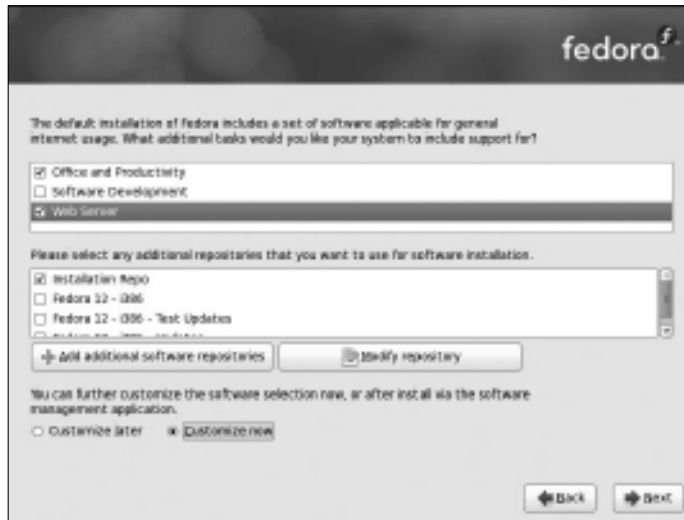 fedora
The default installation of Fedora includes a set of software applicable for general
internet usage. What additional tasks would you like your system to include support for?
Office and Productivity
Software Development
Web Server
Please select any additional repositories that you want to use for software installation.
Installation Repo
Fedora 12 - i386
Fedora 12 - i386 - Test Updates
Add additional software repositories
Modify repository
You can further customize the software selection now, or after install via the software
management application.
Customize later Customize now
Back Next